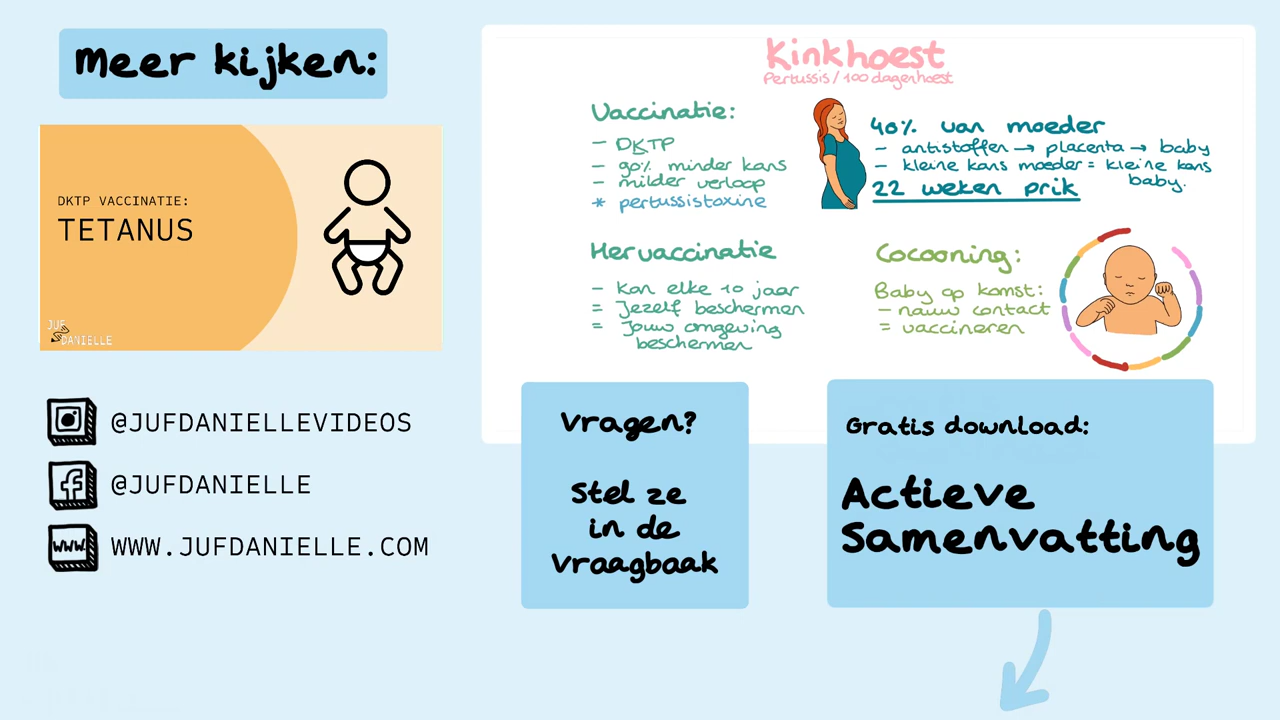 Meer kijken:
DKTP VACCINATIE:
TETANUS
JUF
DANIELLE
@JUFDANIELLEVIDEOS
@JUFDANIELLE
WWW
WWW.JUFDANIELLE.COM
Kinkhoest
Pertussis / 100 dagenhoest
Vaccinatie:
- DKTP
- 90% minder kans
- milder verloop
* pertussistoxine
40% van moeder
- antistoffen → placenta → baby
- kleine kans moeder = kleine kans
baby.
22 weken prik
Hervaccinatie
- Kan elke 10 jaar
= Jezelf beschermen
= Jouw omgeving
beschermen
Cocooning:
Baby op komst:
- nauw contact
= vaccineren
Vragen?
Stel ze
in de
Vraagbaak
Gratis download:
Actieve
Samenvatting